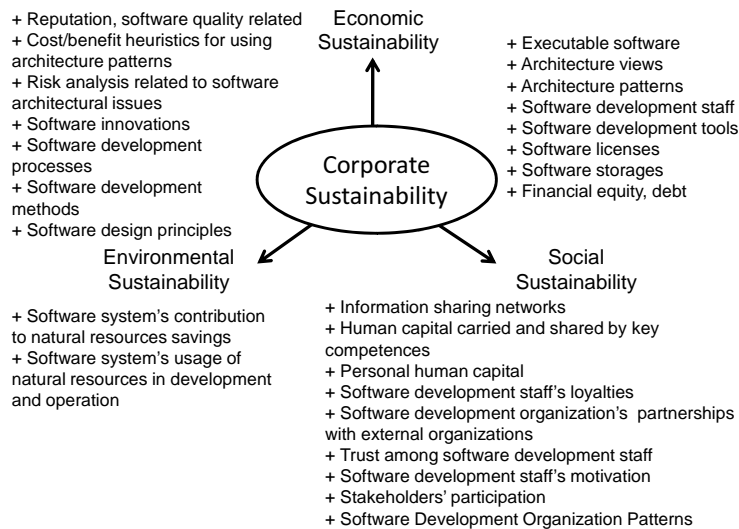 Economic
Sustainability
+ Reputation, software quality related
+ Cost/benefit heuristics for using
architecture patterns
+ Risk analysis related to software
architectural issues
+ Software innovations
+ Software development
processes
+ Software development
methods
+ Software design principles
+ Executable software
+ Architecture views
+ Architecture patterns
+ Software development staff
+ Software development tools
+ Software licenses
+ Software storages
+ Financial equity, debt
Corporate
Sustainability
Environmental
Sustainability
+ Software system's contribution
to natural resources savings
+ Software system's usage of
natural resources in development
and operation
Social
Sustainability
+ Information sharing networks
+ Human capital carried and shared by key
competences
+ Personal human capital
+ Software development staff's loyalties
+ Software development organization's partnerships
with external organizations
+ Trust among software development staff
+ Software development staff's motivation
+ Stakeholders' participation
+ Software Development Organization Patterns